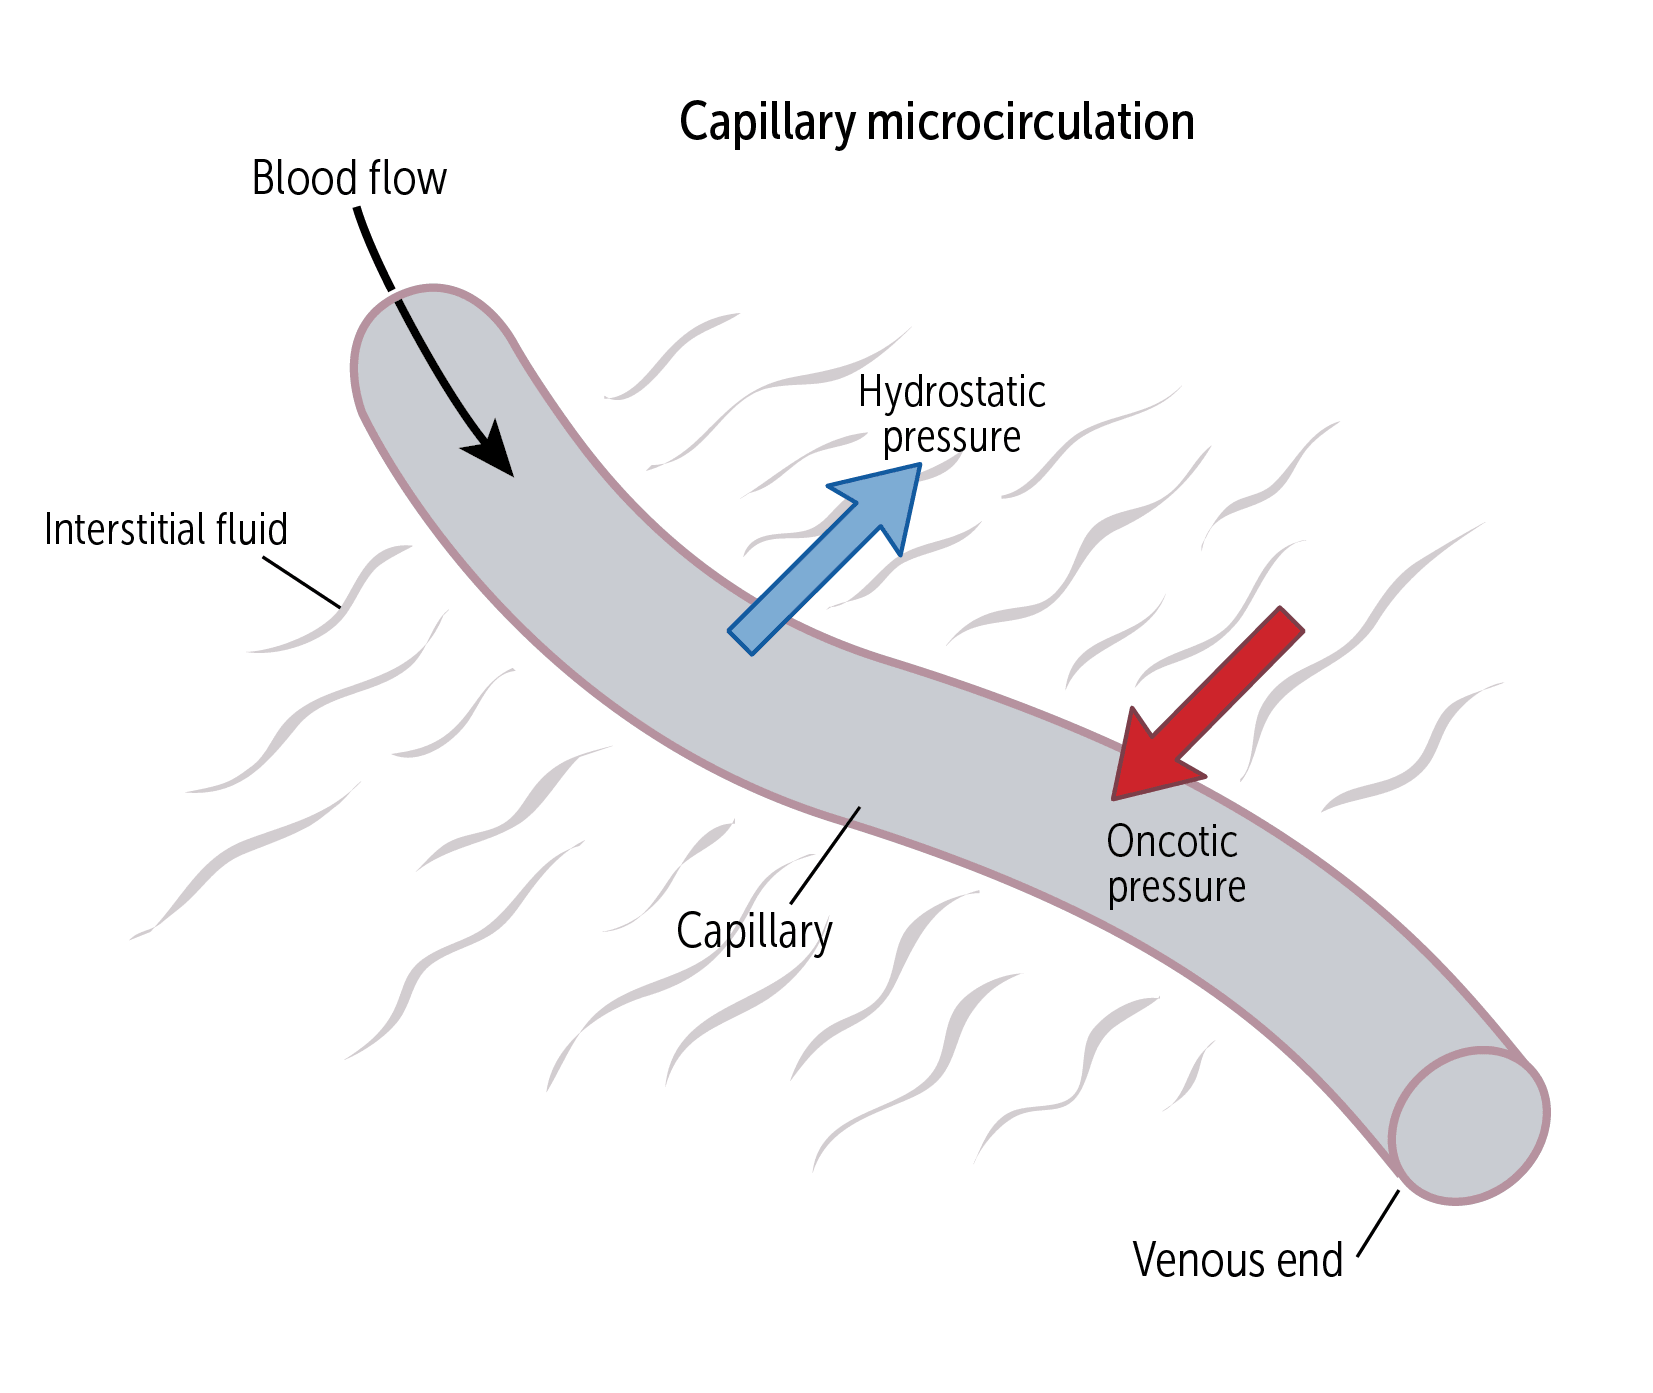 Capillary microcirculation
Blood flow
Hydrostatic
pressure
Interstitial fluid
Oncotic
pressure
Capillary
Venous end